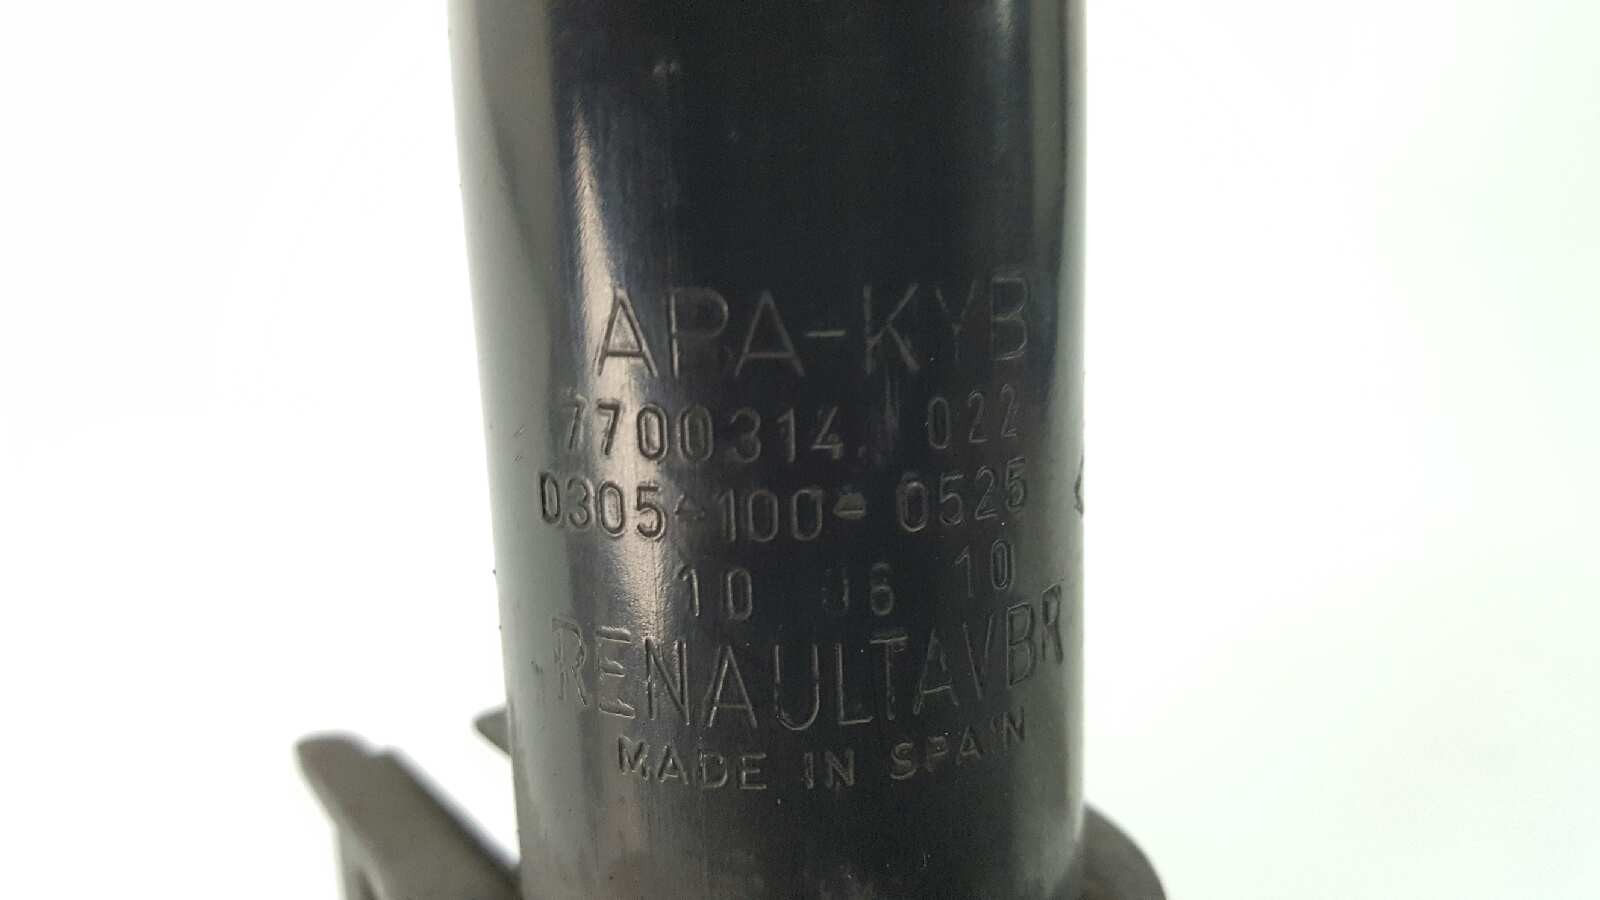 APA-KYB
7700314. 022
0305-100-0525
10 06 10
RENAULTAVBR
MADE IN SPAIN